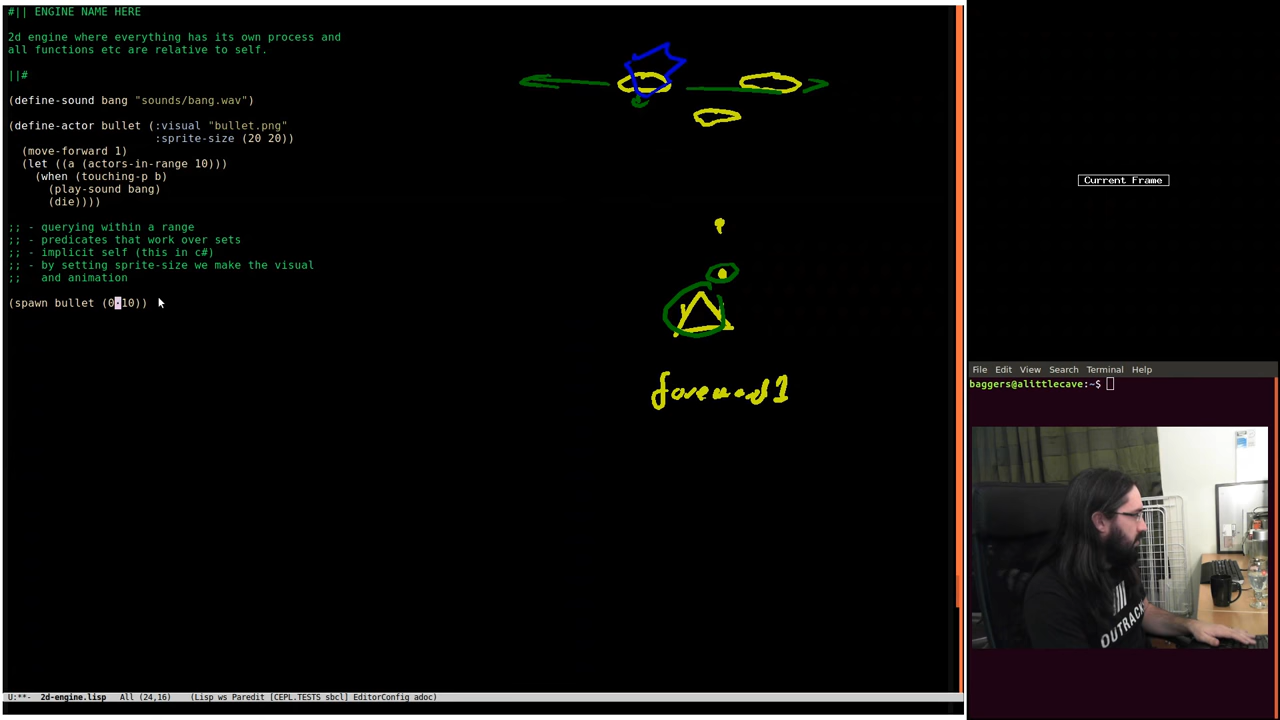 #|| ENGINE NAME HERE
2d engine where everything has its own process and
all functions etc are relative to self.
||#
(define-sound bang "sounds/bang.wav")
(define-actor bullet (:visual "bullet.png"
:sprite-size (20 20))
(move-forward 1)
(let ((a (actors-in-range 10)))
(when (touching-p b)
(play-sound bang)
(die))))
;; - querying within a range
;; - predicates that work over sets
;; - implicit self (this in c#)
;; - by setting sprite-size we make the visual
;; and animation
(spawn bullet (0 10))
foreward 1
U:**- 2d-engine.lisp All (24,16) (Lisp ws Paredit [CEPL.TESTS sbcl] EditorConfig adoc)
Current Frame
File Edit View Search Terminal Help
baggers@alittlecave:~$
OUTRAC